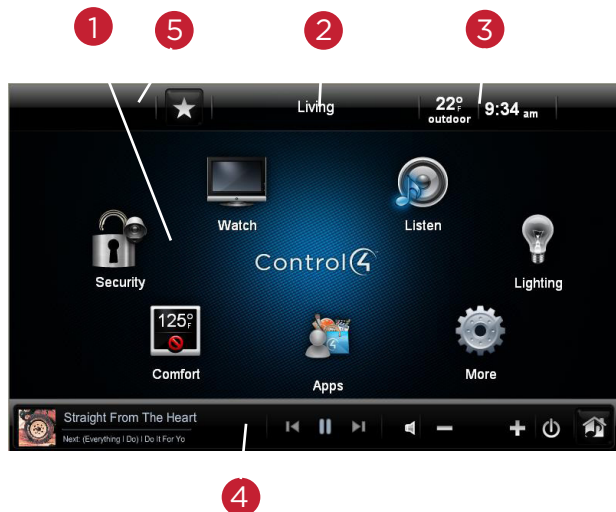 1
5
2
3
Living
22°F
outdoor
9:34 am
Watch
Listen
Security
Control4
Lighting
125°F
Comfort
Apps
More
Straight From The Heart
Next: (Everything I Do) I Do It For Yo
4